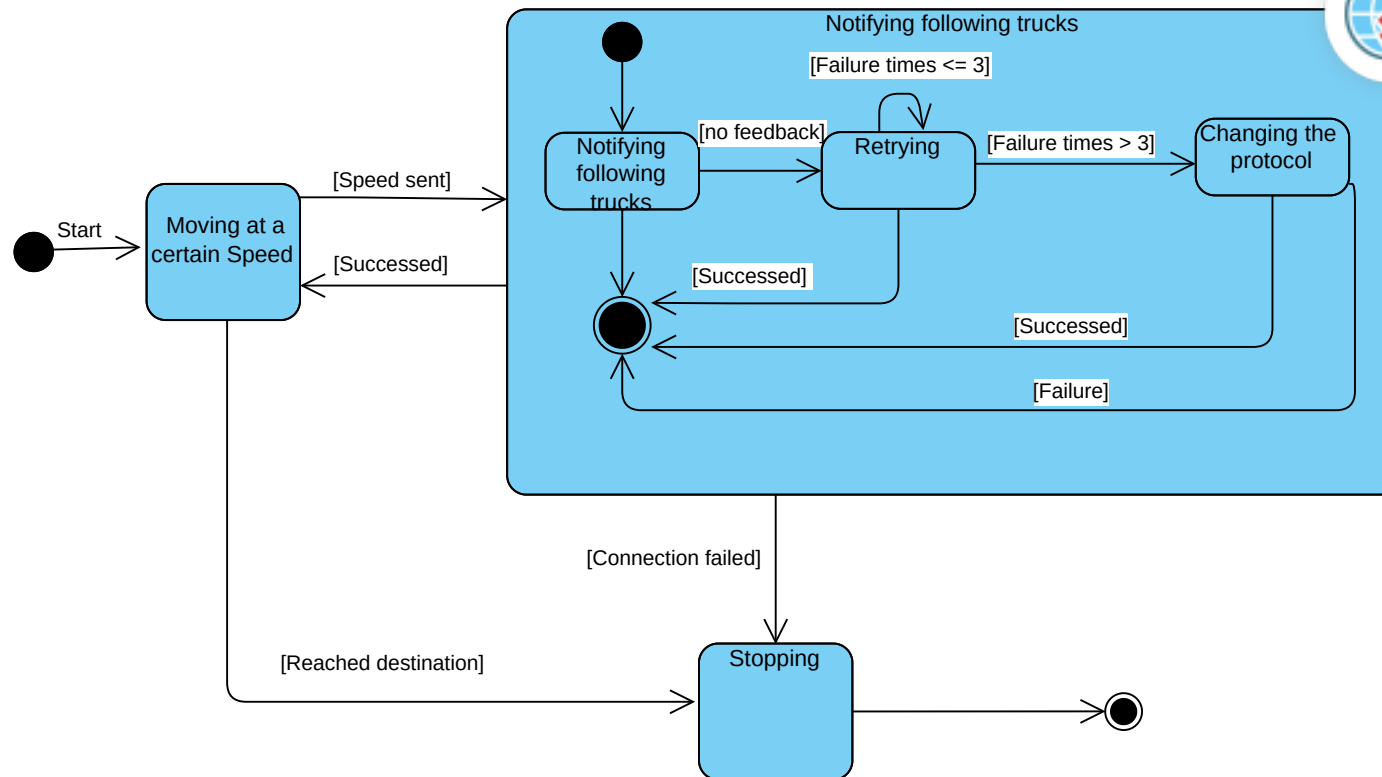 Notifying following trucks
[Failure times <= 3]
[no feedback]
Notifying
following
trucks
Retrying
[Failure times > 3]
Changing the
protocol
Start
Moving at a
certain Speed
[Speed sent]
[Successed]
[Successed]
[Successed]
[Failure]
[Connection failed]
[Reached destination]
Stopping